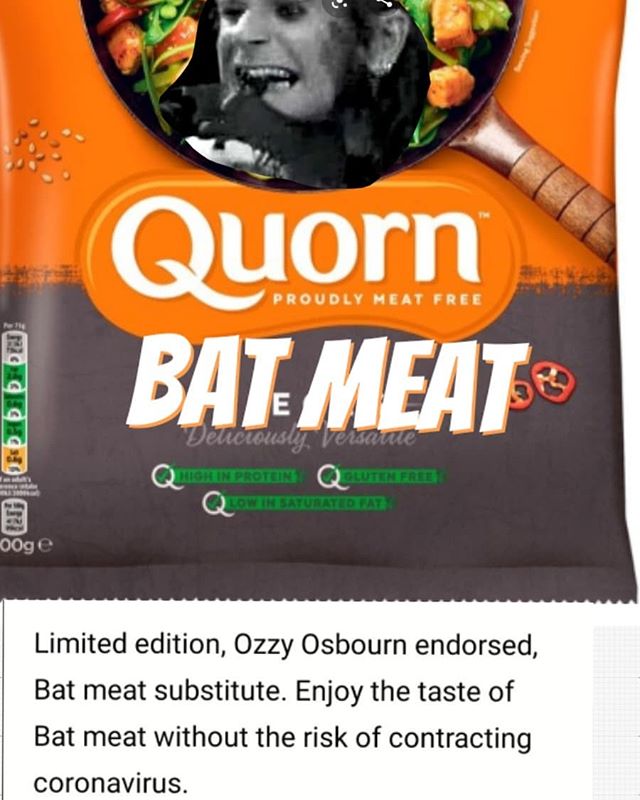 Quorn™
PROUDLY MEAT FREE
BAT MEAT
E
Deliciously Versatile
HIGH IN PROTEIN
GLUTEN FREE
LOW IN SATURATED FAT
00g e
Limited edition, Ozzy Osbourn endorsed,
Bat meat substitute. Enjoy the taste of
Bat meat without the risk of contracting
coronavirus.